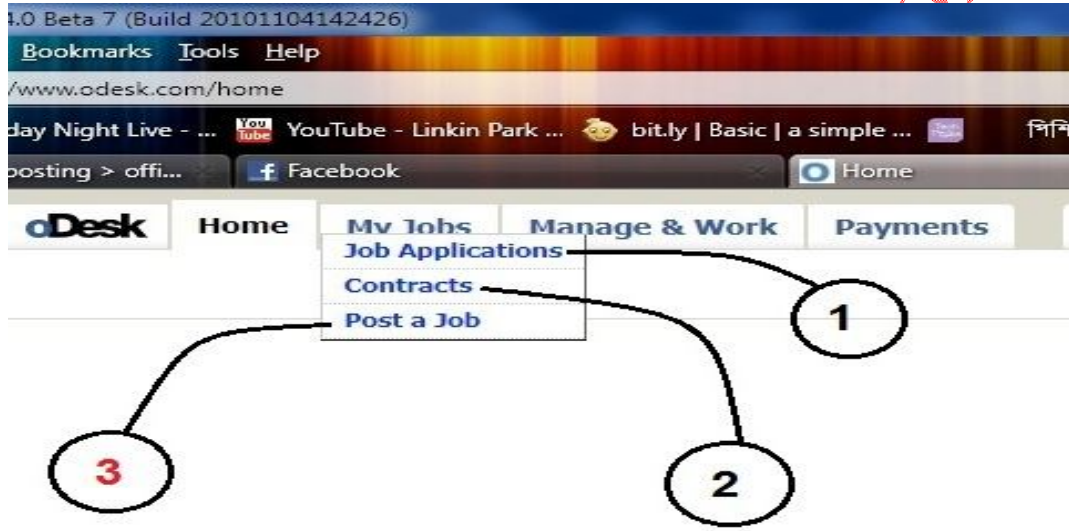 4.0 Beta 7 (Build 20101104142426)
Bookmarks Tools Help
/www.odesk.com/home
day Night Live - ... You Tube YouTube - Linkin Park ... bit.ly | Basic | a simple ...
posting > offi... f Facebook Home
oDesk Home My Jobs Manage & Work Payments
Job Applications
Contracts
Post a Job
1
3
2